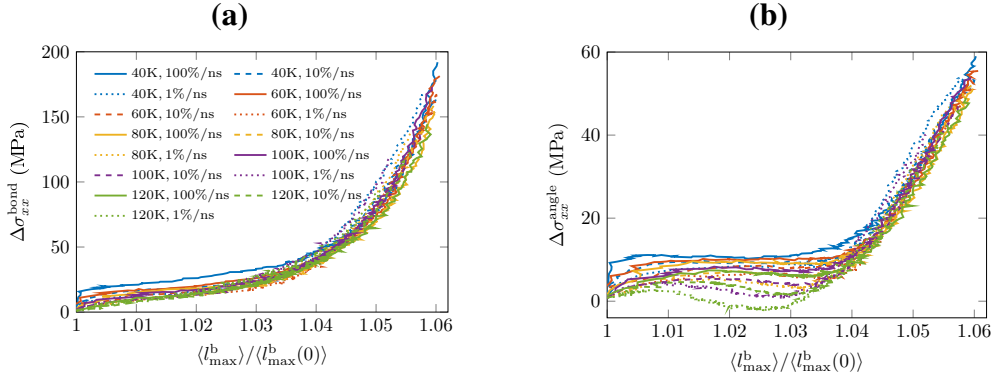 (a)
200
150
100
50
0
Δσ_xx^bond (MPa)
40K, 100%/ns 40K, 10%/ns
40K, 1%/ns 60K, 100%/ns
60K, 10%/ns 60K, 1%/ns
80K, 100%/ns 80K, 10%/ns
80K, 1%/ns 100K, 100%/ns
100K, 10%/ns 100K, 1%/ns
120K, 100%/ns 120K, 10%/ns
120K, 1%/ns
1 1.01 1.02 1.03 1.04 1.05 1.06
⟨l_max^b⟩/⟨l_max^b(0)⟩
(b)
60
40
20
0
Δσ_xx^angle (MPa)
1 1.01 1.02 1.03 1.04 1.05 1.06
⟨l_max^b⟩/⟨l_max^b(0)⟩